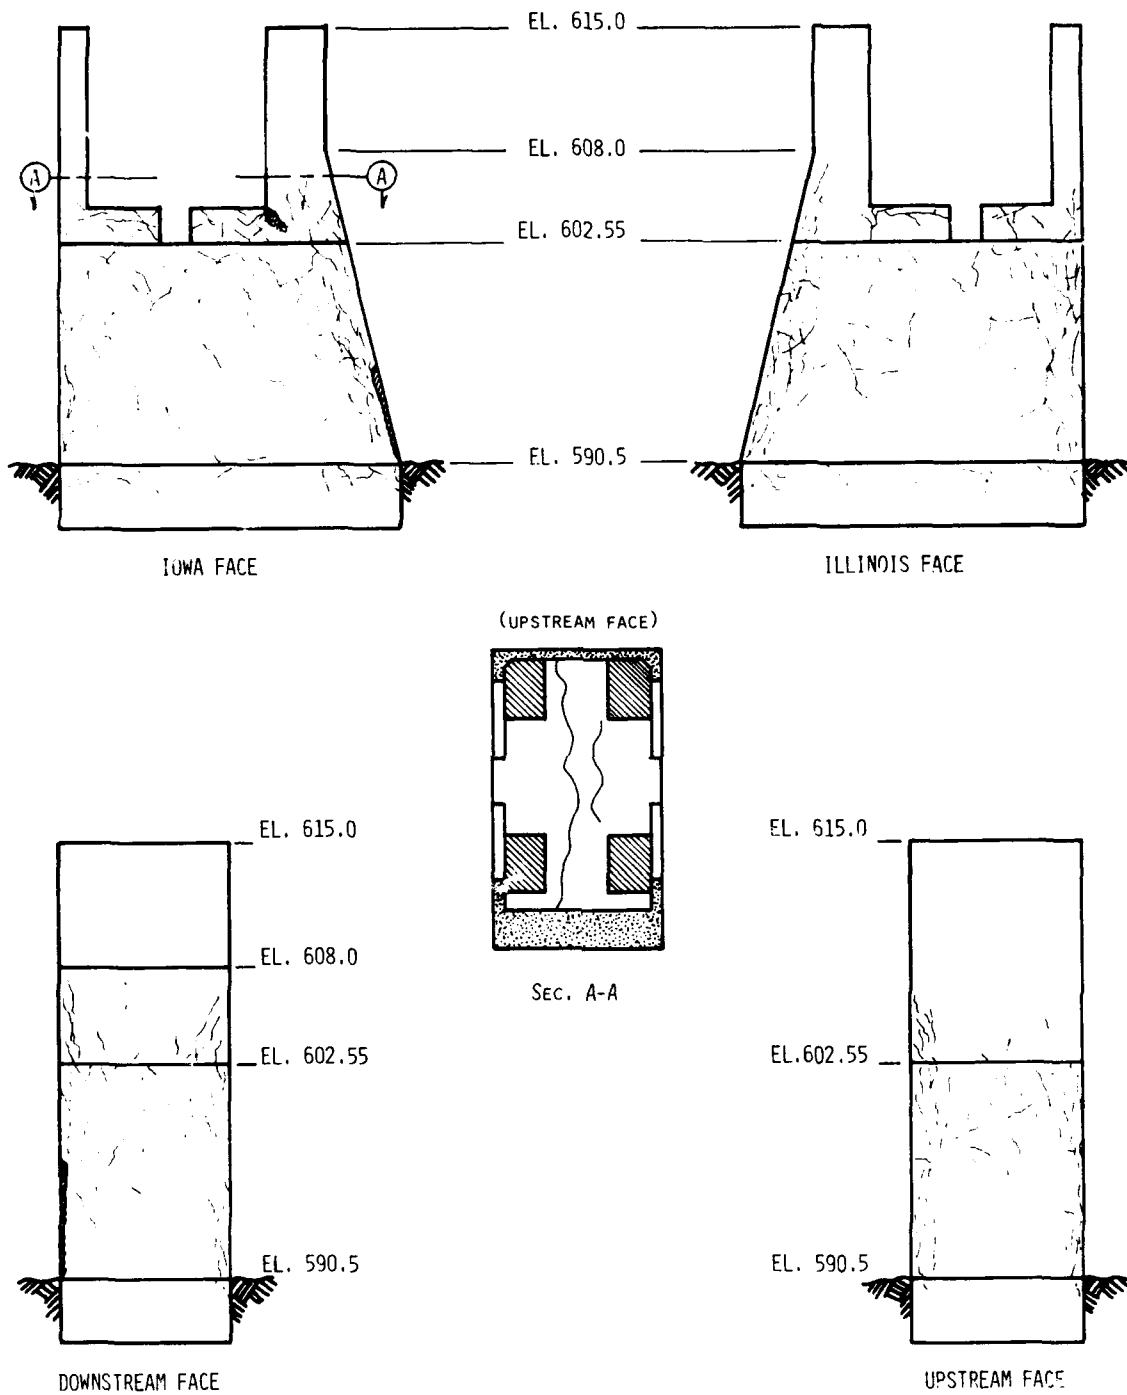 EL. 615.0
EL. 608.0
A
A
EL. 602.55
EL. 590.5
IOWA FACE
ILLINOIS FACE
(UPSTREAM FACE)
SEC. A-A
EL. 615.0
EL. 608.0
EL. 602.55
EL. 590.5
DOWNSTREAM FACE
EL. 615.0
EL.602.55
EL. 590.5
UPSTREAM FACE